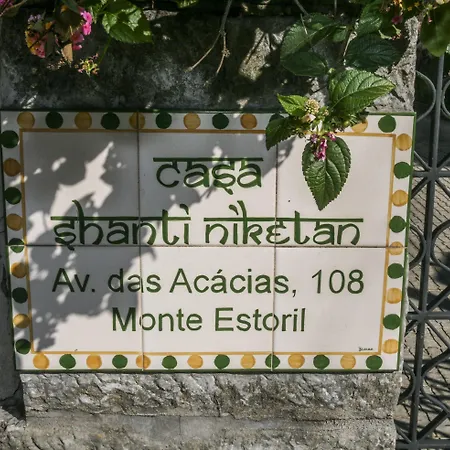 casa
shanti niketan
Av. das Acácias, 108
Monte Estoril